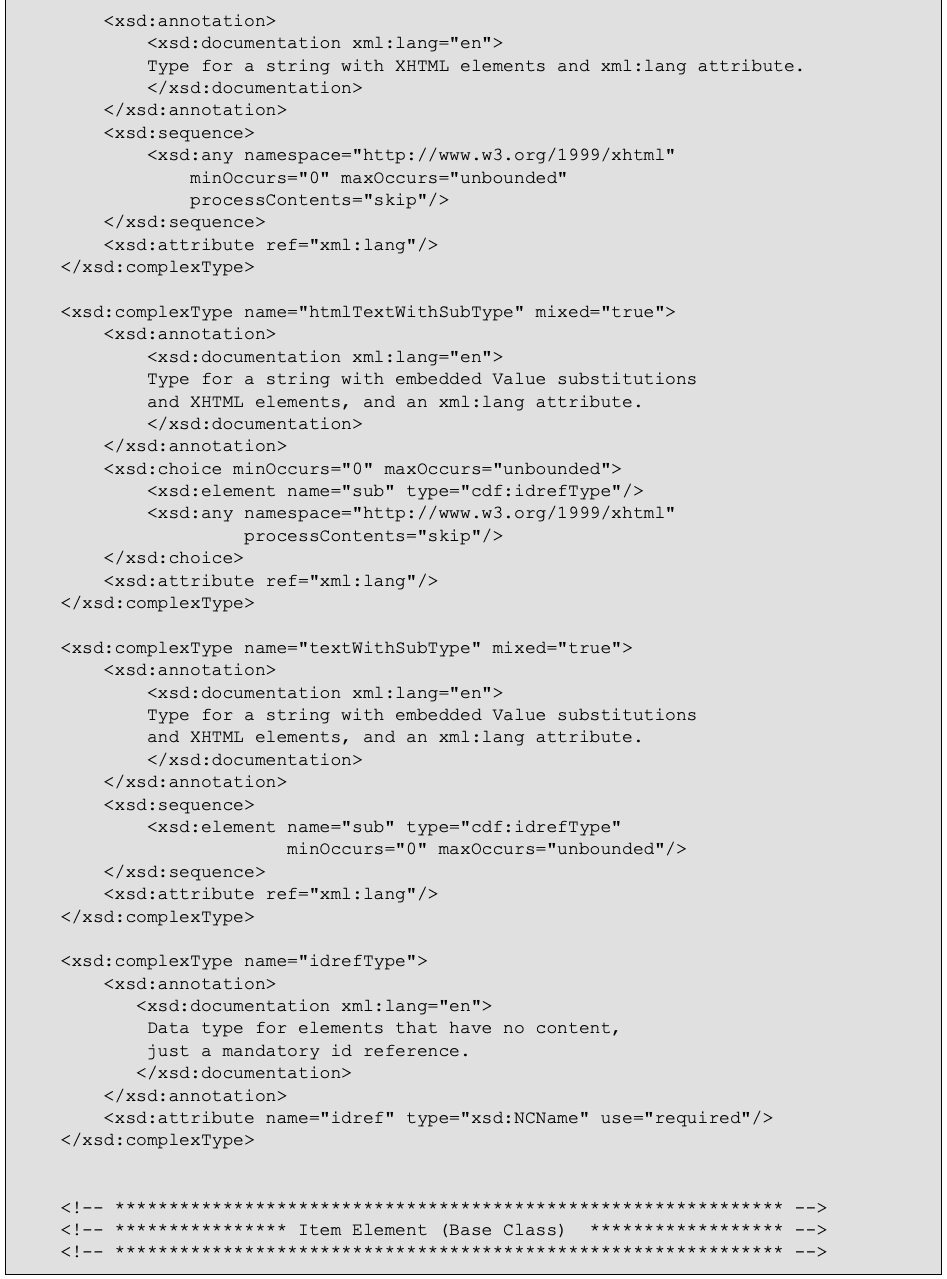 <xsd:annotation>
<xsd:documentation xml:lang="en">
Type for a string with XHTML elements and xml:lang attribute.
</xsd:documentation>
</xsd:annotation>
<xsd:sequence>
<xsd:any namespace="http://www.w3.org/1999/xhtml"
minOccurs="0" maxOccurs="unbounded"
processContents="skip"/>
</xsd:sequence>
<xsd:attribute ref="xml:lang"/>
</xsd:complexType>
<xsd:complexType name="htmlTextWithSubType" mixed="true">
<xsd:annotation>
<xsd:documentation xml:lang="en">
Type for a string with embedded Value substitutions
and XHTML elements, and an xml:lang attribute.
</xsd:documentation>
</xsd:annotation>
<xsd:choice minOccurs="0" maxOccurs="unbounded">
<xsd:element name="sub" type="cdf:idrefType"/>
<xsd:any namespace="http://www.w3.org/1999/xhtml"
processContents="skip"/>
</xsd:choice>
<xsd:attribute ref="xml:lang"/>
</xsd:complexType>
<xsd:complexType name="textWithSubType" mixed="true">
<xsd:annotation>
<xsd:documentation xml:lang="en">
Type for a string with embedded Value substitutions
and XHTML elements, and an xml:lang attribute.
</xsd:documentation>
</xsd:annotation>
<xsd:sequence>
<xsd:element name="sub" type="cdf:idrefType"
minOccurs="0" maxOccurs="unbounded"/>
</xsd:sequence>
<xsd:attribute ref="xml:lang"/>
</xsd:complexType>
<xsd:complexType name="idrefType">
<xsd:annotation>
<xsd:documentation xml:lang="en">
Data type for elements that have no content,
just a mandatory id reference.
</xsd:documentation>
</xsd:annotation>
<xsd:attribute name="idref" type="xsd:NCName" use="required"/>
</xsd:complexType>
<!-- ************************************************************** -->
<!-- **************** Item Element (Base Class)  ****************** -->
<!-- ************************************************************** -->